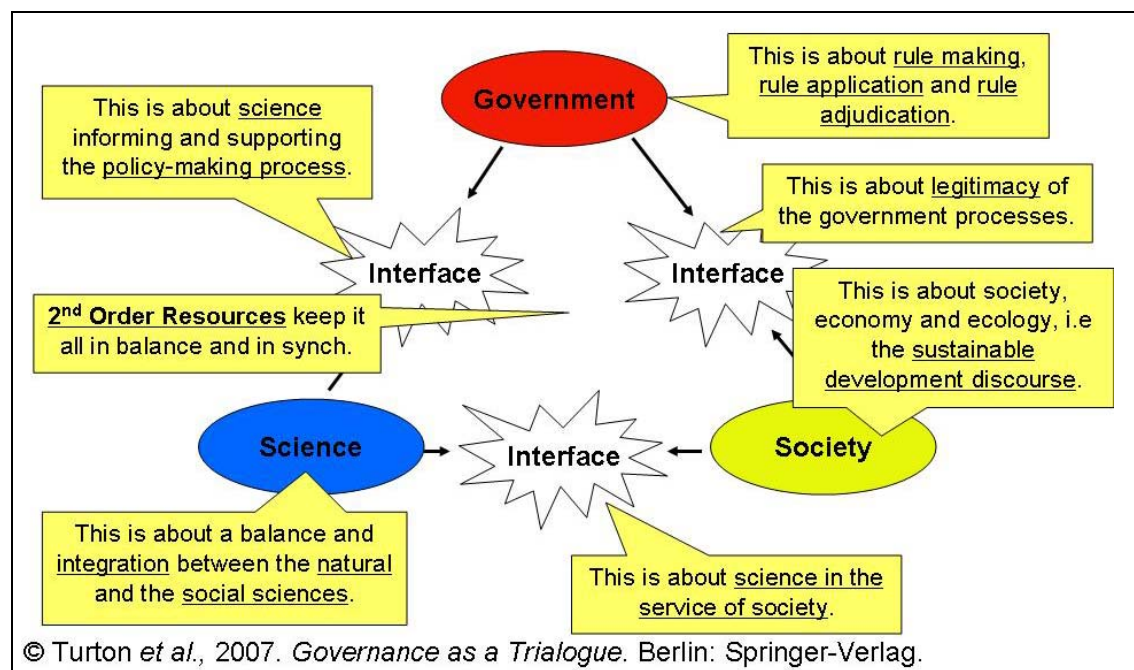 Government
This is about rule making,
rule application and rule
adjudication.
This is about science
informing and supporting
the policy-making process.
This is about legitimacy of
the government processes.
Interface
Interface
2nd Order Resources keep it
all in balance and in synch.
This is about society,
economy and ecology, i.e
the sustainable
development discourse.
Science
Interface
Society
This is about a balance and
integration between the natural
and the social sciences.
This is about science in the
service of society.
© Turton et al., 2007. Governance as a Trialogue. Berlin: Springer-Verlag.